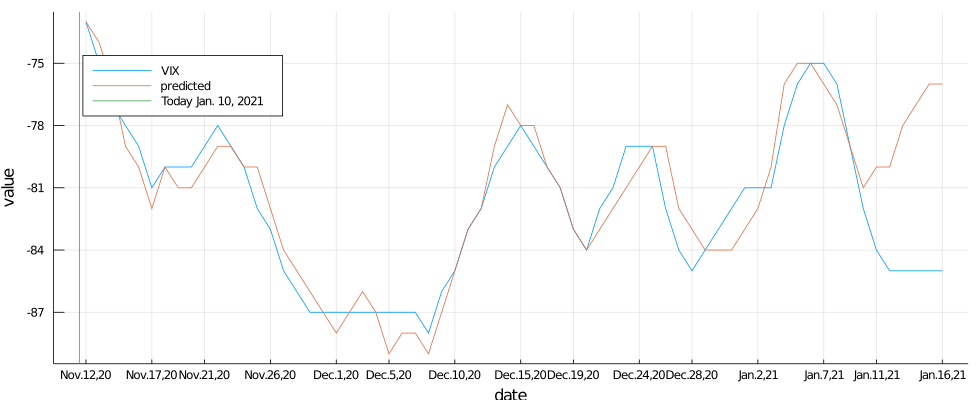 value
-75
-78
-81
-84
-87
VIX
predicted
Today Jan. 10, 2021
Nov.12,20 Nov.17,20 Nov.21,20 Nov.26,20 Dec.1,20 Dec.5,20 Dec.10,20 Dec.15,20 Dec.19,20 Dec.24,20 Dec.28,20 Jan.2,21 Jan.7,21 Jan.11,21 Jan.16,21
date